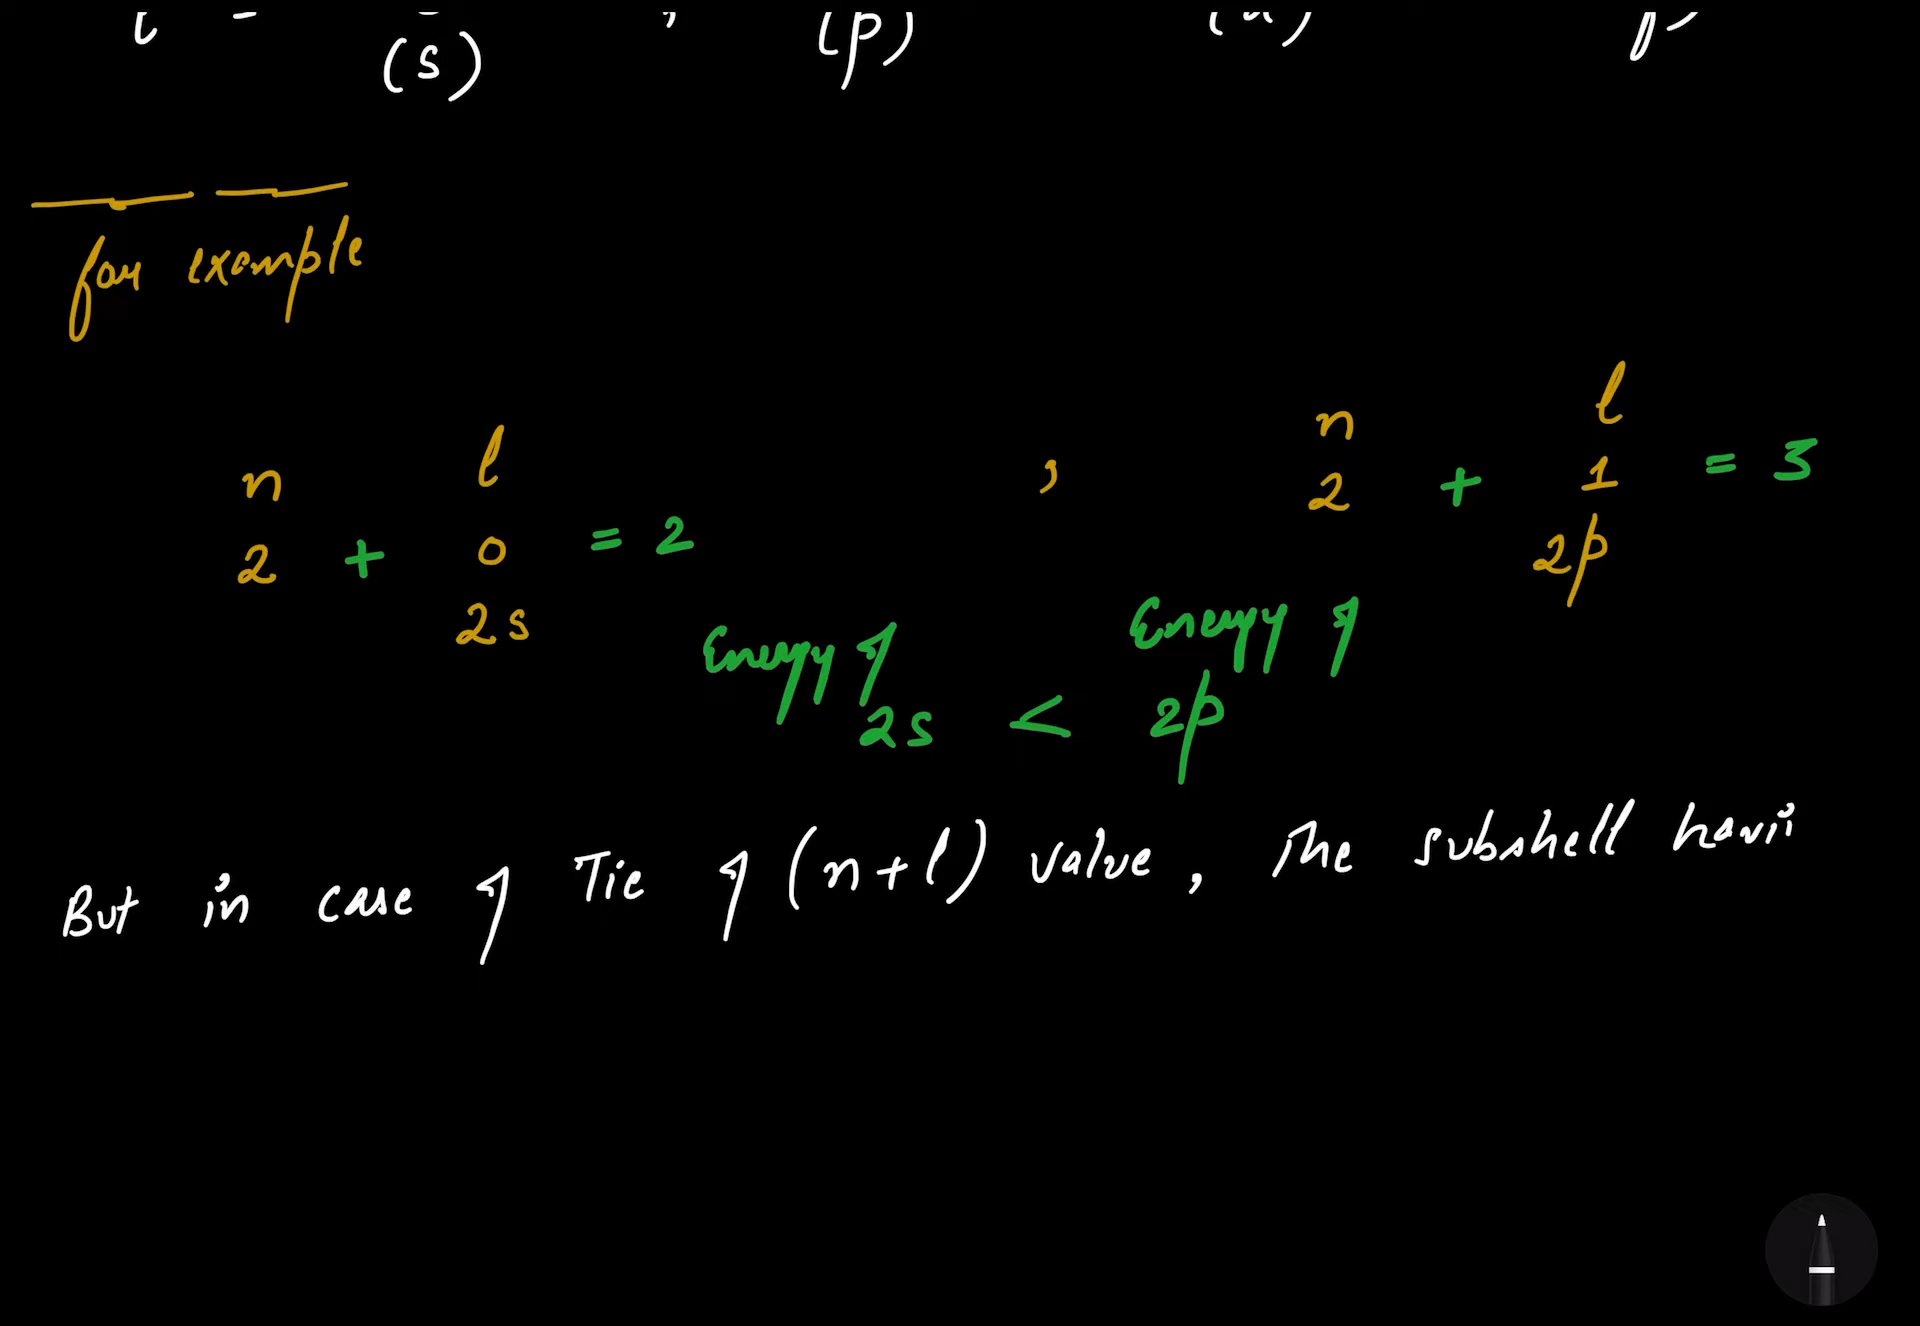 (s) (p)
for example
n l , n l
2 + 0 = 2 2 + 1 = 3
2s 2p
Energy of 2s < Energy of 2p
But in case of Tie of (n+l) value, The subshell havi